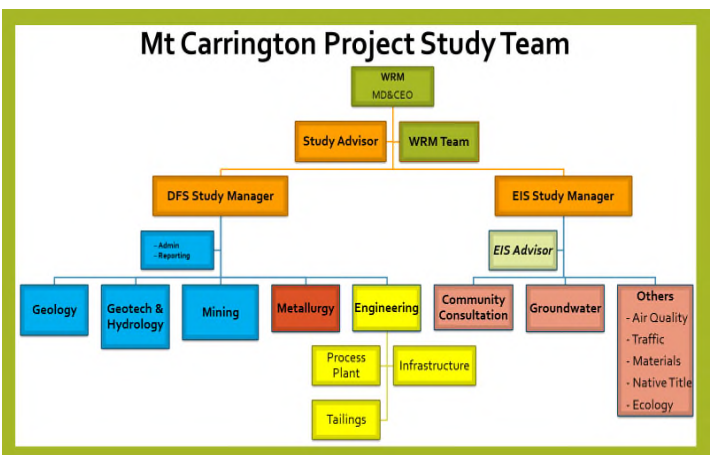 Mt Carrington Project Study Team
WRM
MD&CEO
Study Advisor
WRM Team
DFS Study Manager
EIS Study Manager
- Admin
- Reporting
EIS Advisor
Geology
Geotech &
Hydrology
Mining
Metallurgy
Engineering
Community
Consultation
Groundwater
Others
- Air Quality
- Traffic
- Materials
- Native Title
- Ecology
Process
Plant
Infrastructure
Tailings